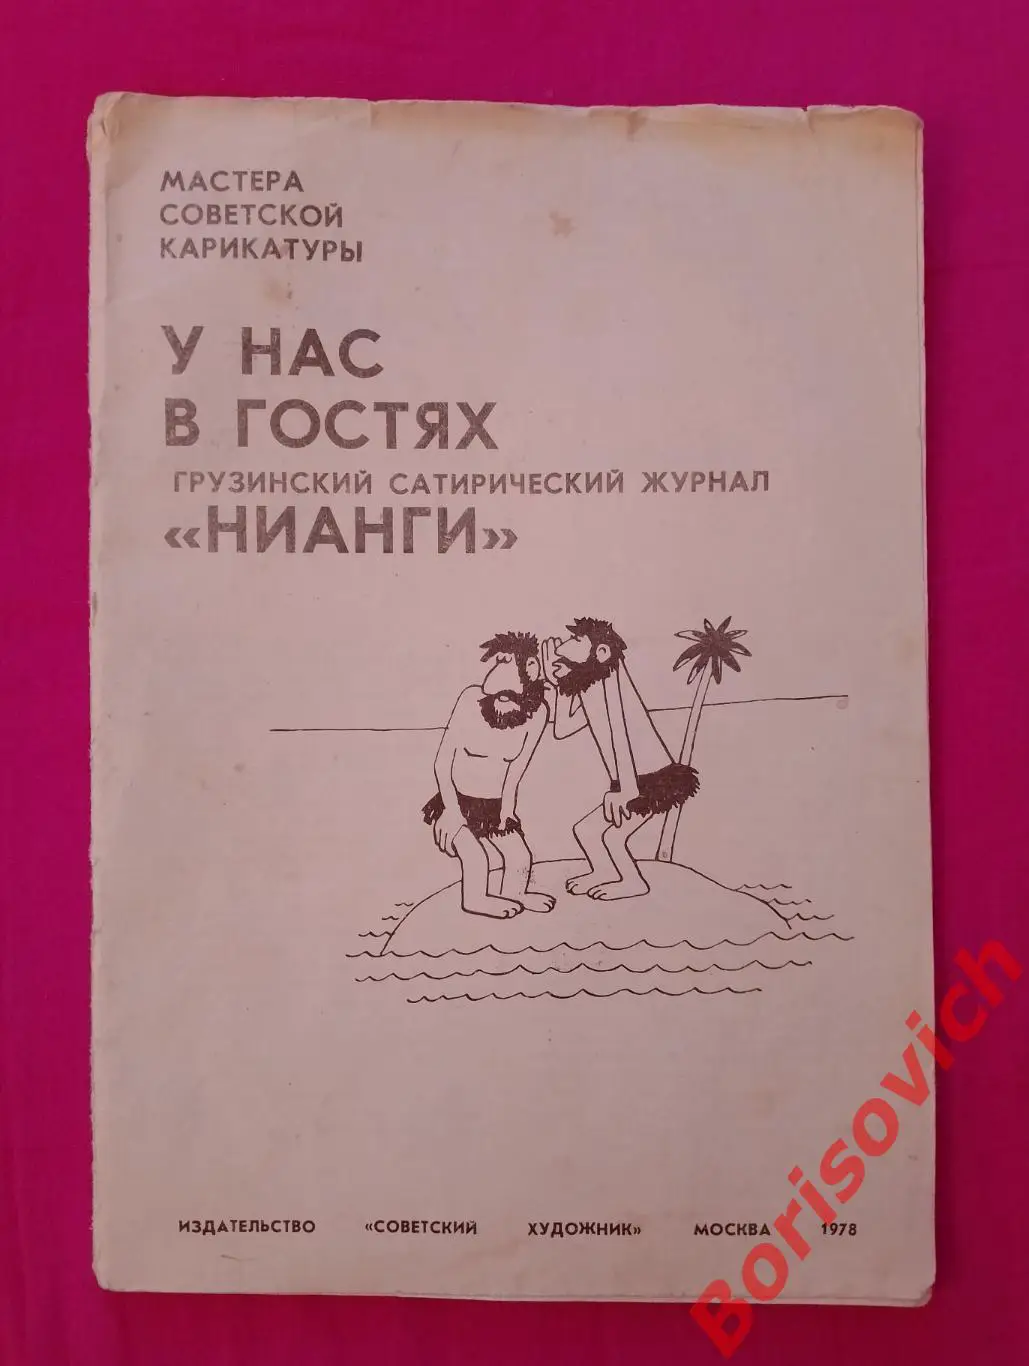 МАСТЕРА
СОВЕТСКОЙ
КАРИКАТУРЫ
У НАС
В ГОСТЯХ
ГРУЗИНСКИЙ САТИРИЧЕСКИЙ ЖУРНАЛ
«НИАНГИ»
ИЗДАТЕЛЬСТВО «СОВЕТСКИЙ ХУДОЖНИК» МОСКВА 1978
Borisovich